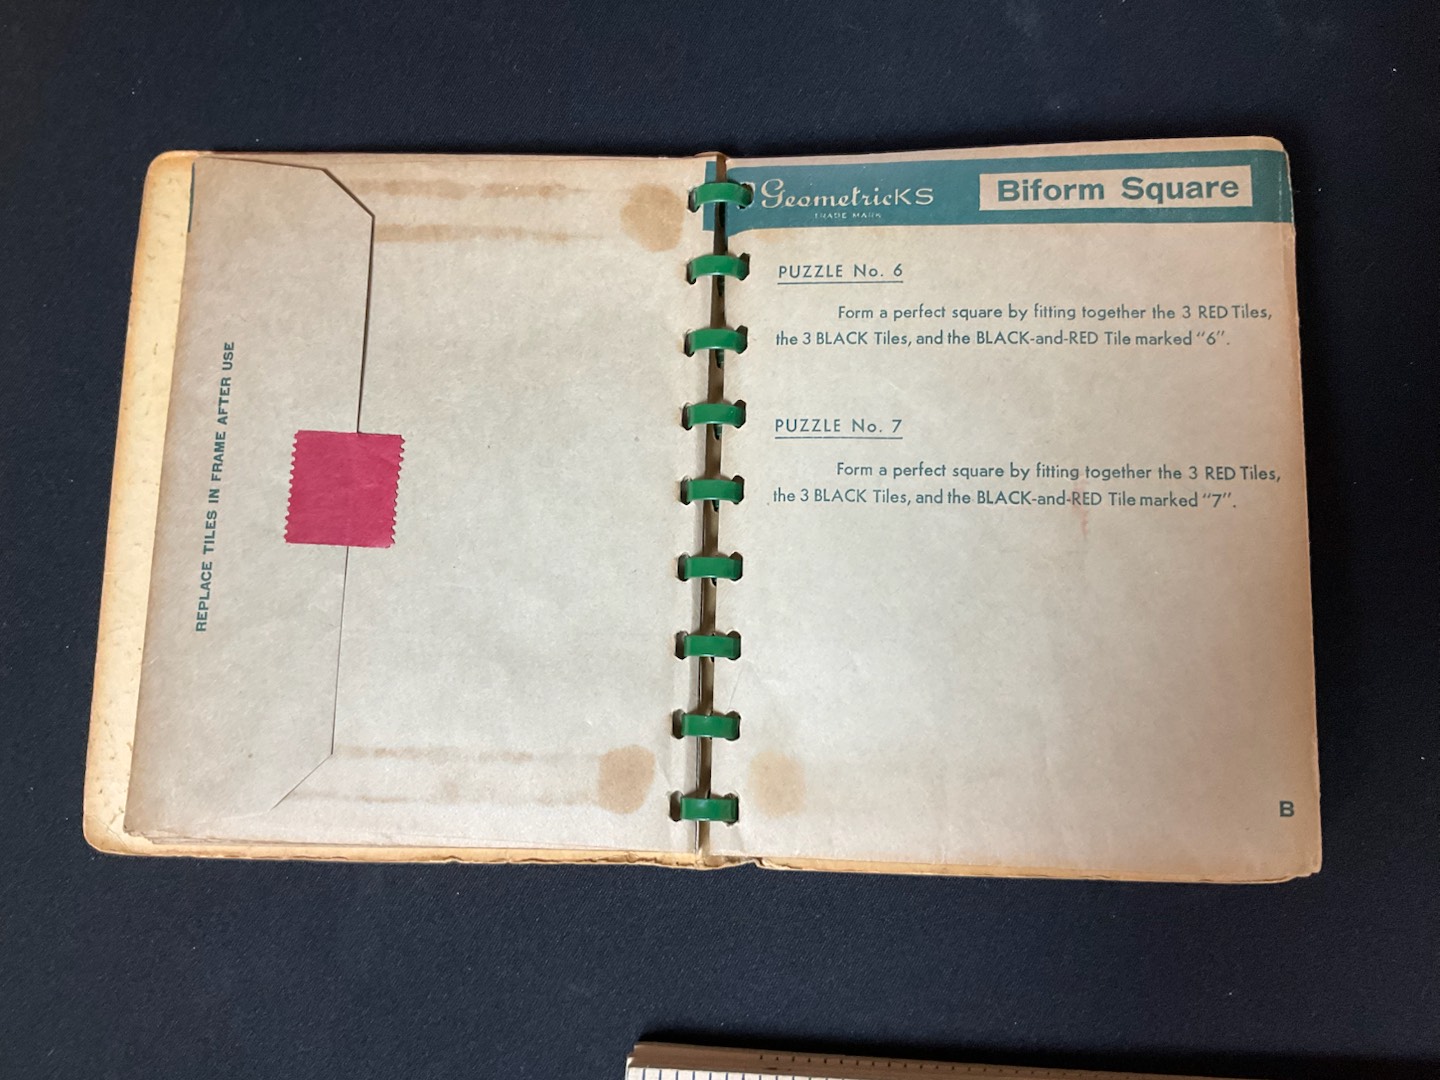 REPLACE TILES IN FRAME AFTER USE
GeometricKS
TRADE MARK
Biform Square
PUZZLE No. 6
Form a perfect square by fitting together the 3 RED Tiles,
the 3 BLACK Tiles, and the BLACK-and-RED Tile marked "6".
PUZZLE No. 7
Form a perfect square by fitting together the 3 RED Tiles,
the 3 BLACK Tiles, and the BLACK-and-RED Tile marked "7".
B